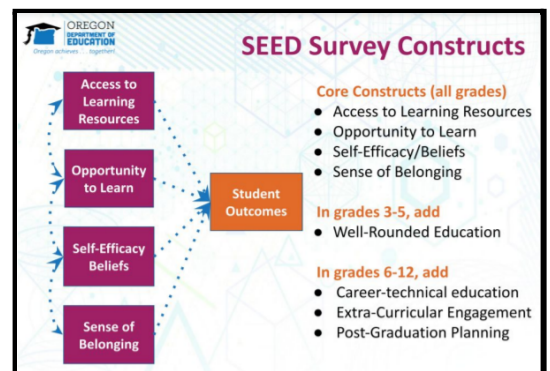 OREGON
DEPARTMENT OF
EDUCATION
Oregon achieves . . . together!
SEED Survey Constructs
Access to
Learning
Resources
Opportunity
to Learn
Self-Efficacy
Beliefs
Sense of
Belonging
Student
Outcomes
Core Constructs (all grades)
● Access to Learning Resources
● Opportunity to Learn
● Self-Efficacy/Beliefs
● Sense of Belonging
In grades 3-5, add
● Well-Rounded Education
In grades 6-12, add
● Career-technical education
● Extra-Curricular Engagement
● Post-Graduation Planning